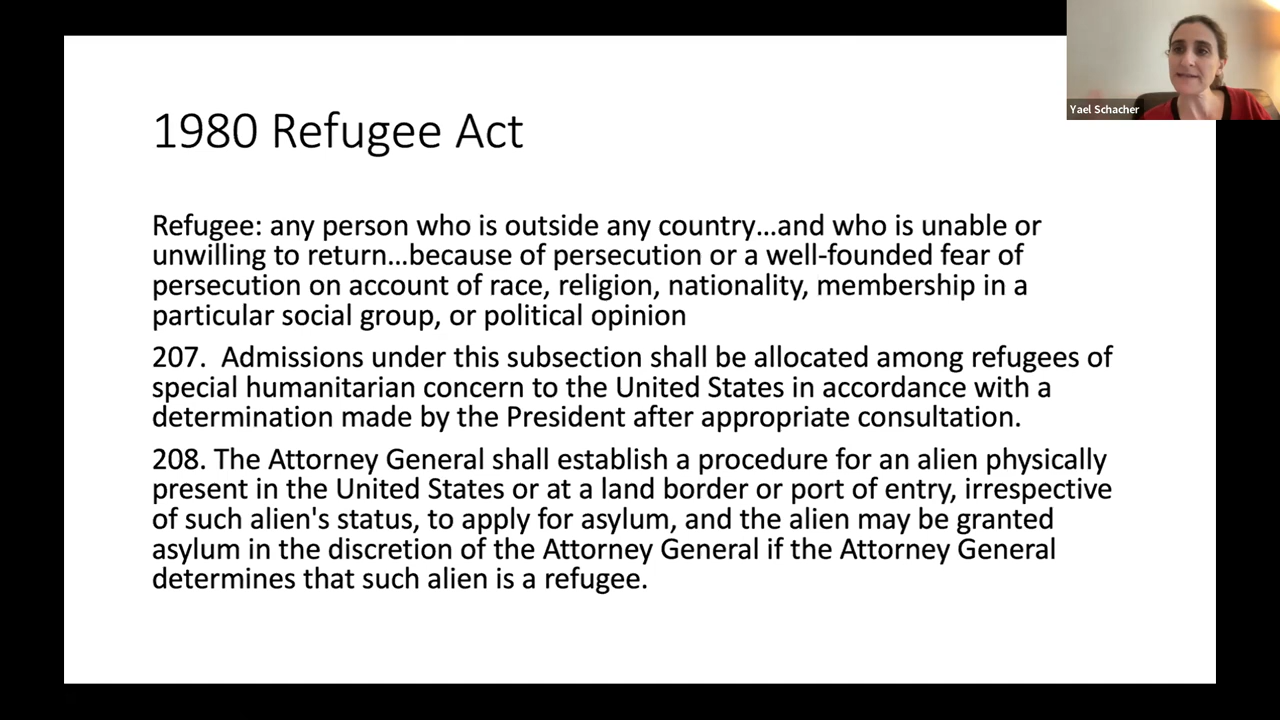 Yael Schacher
1980 Refugee Act
Refugee: any person who is outside any country...and who is unable or
unwilling to return...because of persecution or a well-founded fear of
persecution on account of race, religion, nationality, membership in a
particular social group, or political opinion
207.  Admissions under this subsection shall be allocated among refugees of
special humanitarian concern to the United States in accordance with a
determination made by the President after appropriate consultation.
208. The Attorney General shall establish a procedure for an alien physically
present in the United States or at a land border or port of entry, irrespective
of such alien's status, to apply for asylum, and the alien may be granted
asylum in the discretion of the Attorney General if the Attorney General
determines that such alien is a refugee.